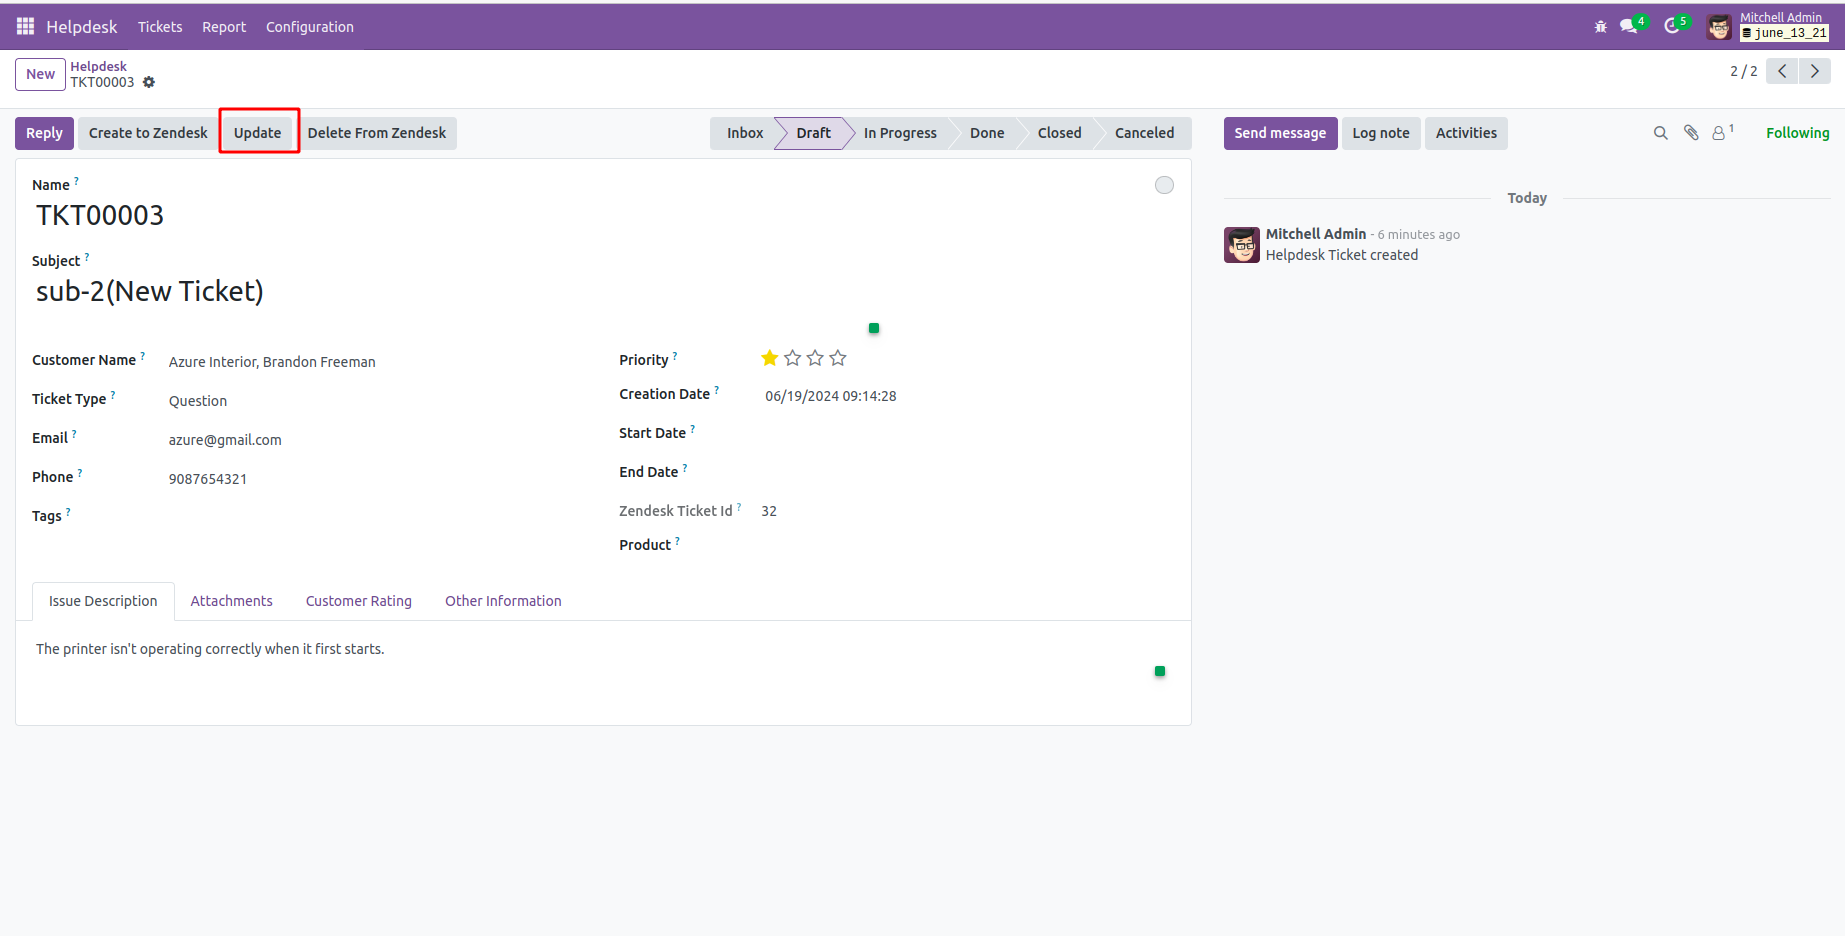 Helpdesk Tickets Report Configuration 4 5 Mitchell Admin
june_13_21
New Helpdesk
TKT00003
2 / 2
Reply Create to Zendesk Update Delete From Zendesk Inbox Draft In Progress Done Closed Canceled Send message Log note Activities 1 Following
Name ?
TKT00003
Subject ?
sub-2(New Ticket)
Customer Name ? Azure Interior, Brandon Freeman
Ticket Type ? Question
Email ? azure@gmail.com
Phone ? 9087654321
Tags ?
Priority ?
Creation Date ? 06/19/2024 09:14:28
Start Date ?
End Date ?
Zendesk Ticket Id ? 32
Product ?
Issue Description Attachments Customer Rating Other Information
The printer isn't operating correctly when it first starts.
Today
Mitchell Admin - 6 minutes ago
Helpdesk Ticket created